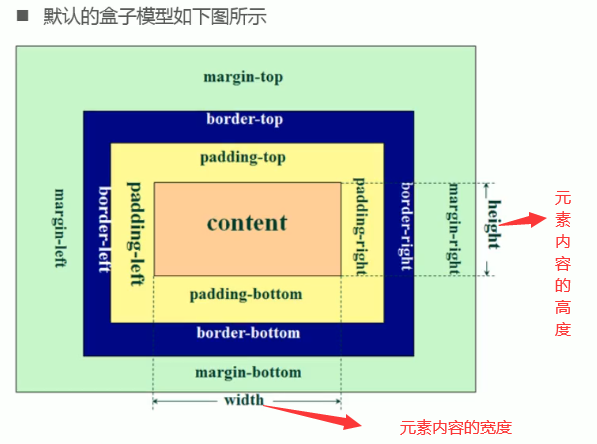 ■ 默认的盒子模型如下图所示
margin-top
border-top
padding-top
margin-left
border-left
padding-left
content
padding-right
border-right
margin-right
height
元素内容的高度
padding-bottom
border-bottom
margin-bottom
width
元素内容的宽度